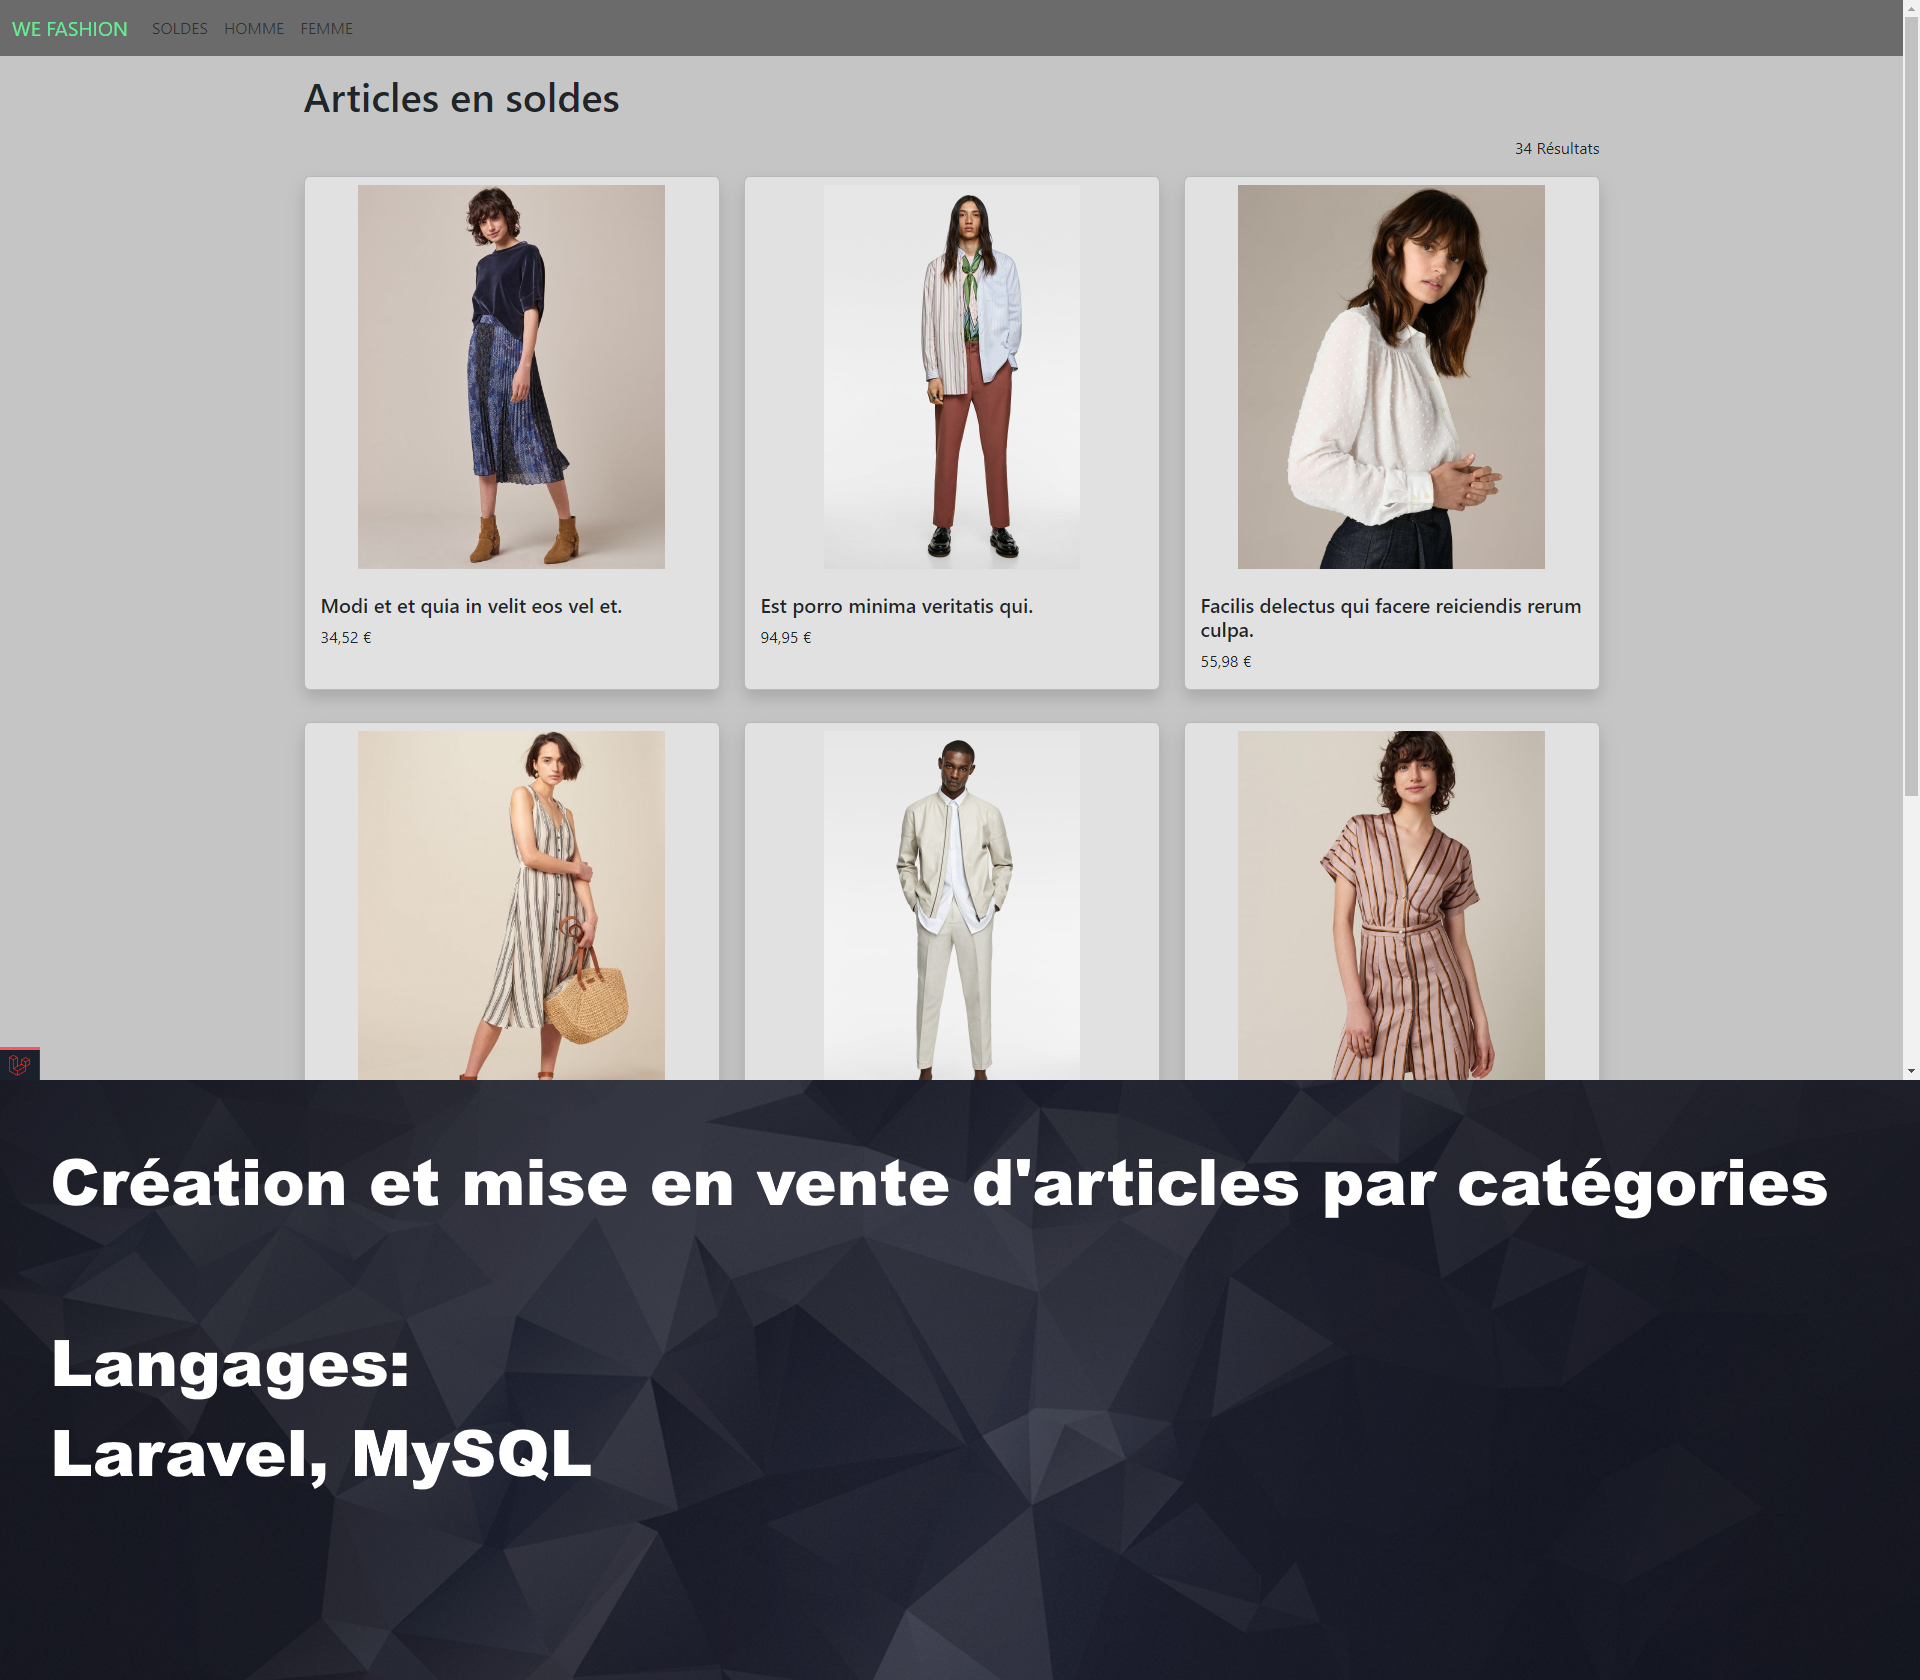 WE FASHION SOLDES HOMME FEMME
Articles en soldes
34 Résultats
Modi et et quia in velit eos vel et.
34,52 €
Est porro minima veritatis qui.
94,95 €
Facilis delectus qui facere reiciendis rerum
culpa.
55,98 €
Création et mise en vente d'articles par catégories
Langages:
Laravel, MySQL